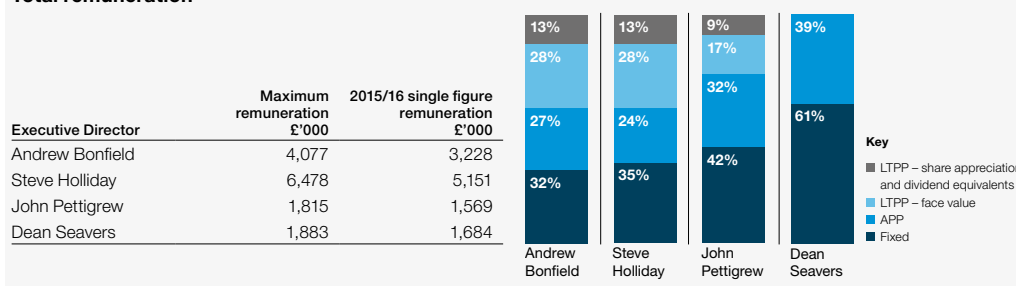 Total remuneration
Executive Director
Maximum
remuneration
£'000
2015/16 single figure
remuneration
£'000
Andrew Bonfield 4,077 3,228
Steve Holliday 6,478 5,151
John Pettigrew 1,815 1,569
Dean Seavers 1,883 1,684
13%
28%
27%
32%
Andrew
Bonfield
13%
28%
24%
35%
Steve
Holliday
9%
17%
32%
42%
John
Pettigrew
39%
61%
Dean
Seavers
Key
LTPP – share appreciation
and dividend equivalents
LTPP – face value
APP
Fixed